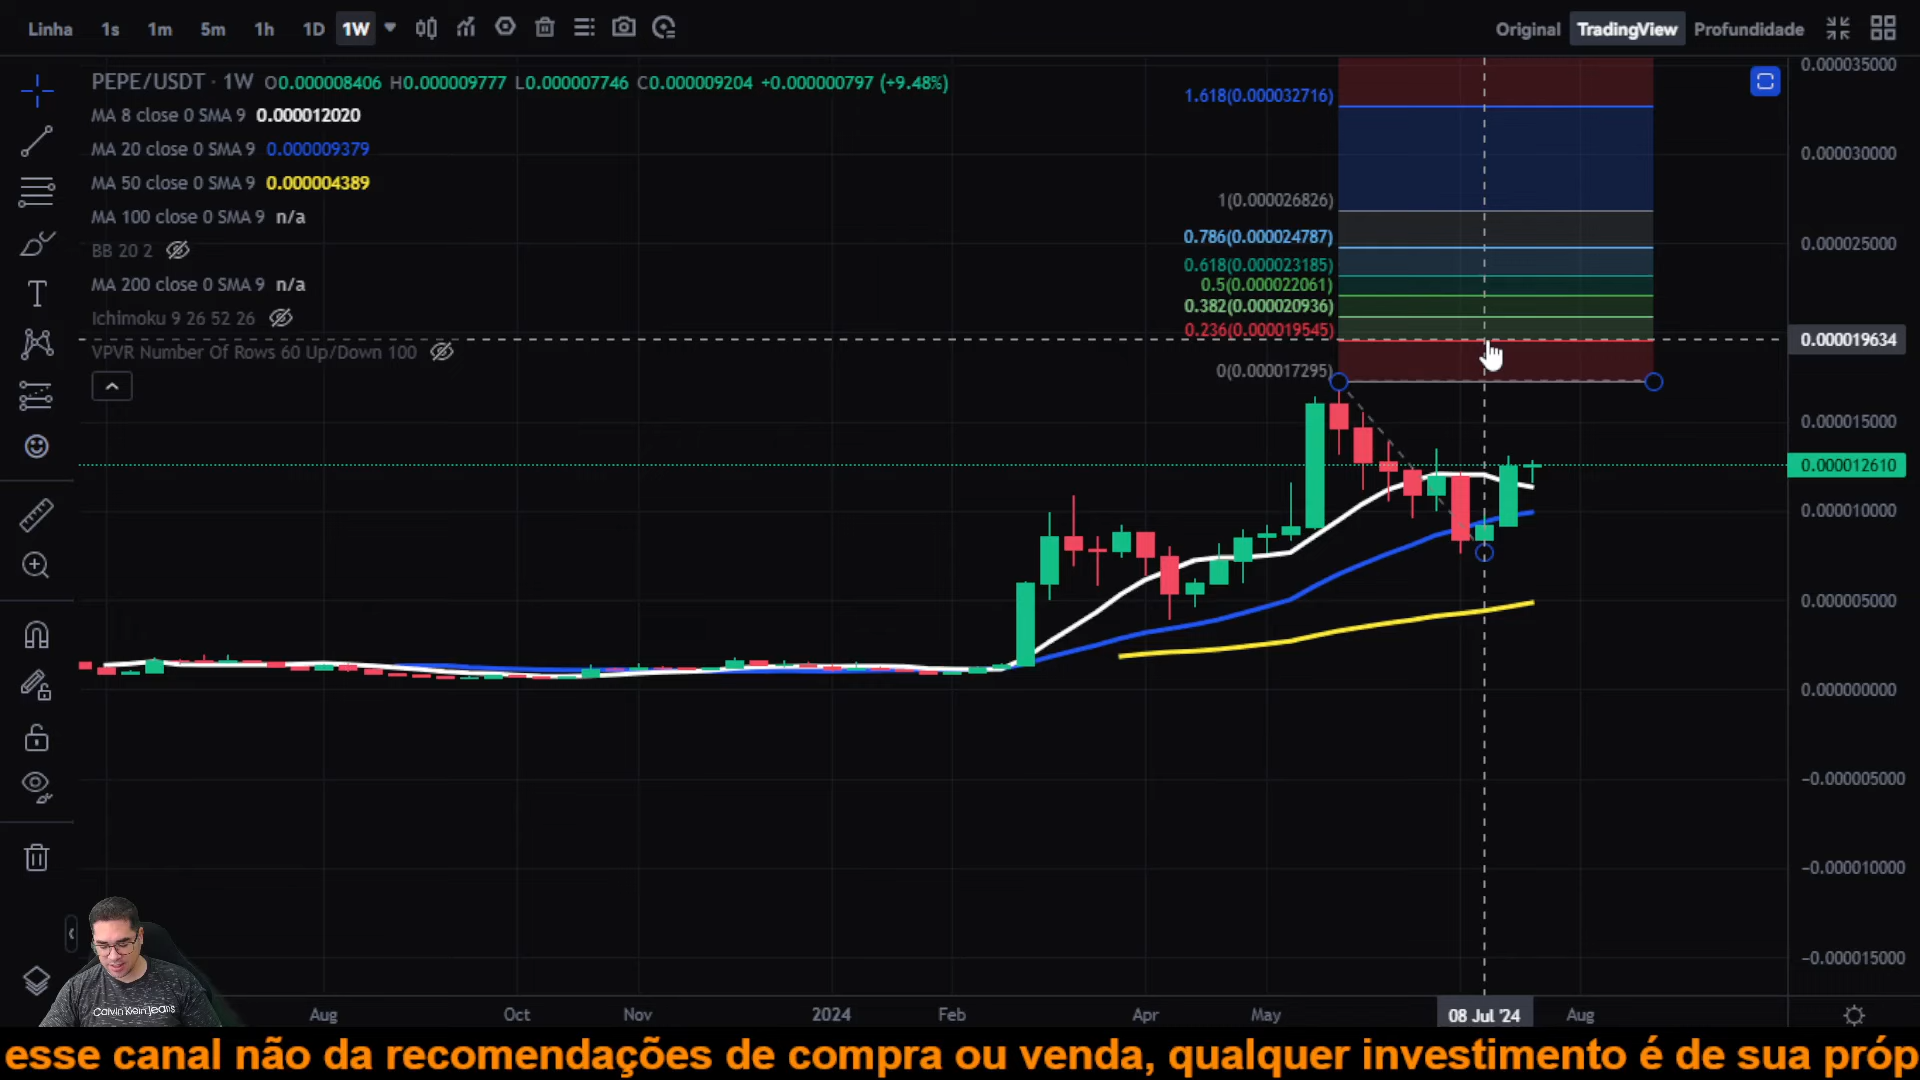 Linha 1s 1m 5m 1h 1D 1W Original TradingView Profundidade
PEPE/USDT · 1W O0.000008406 H0.000009777 L0.000007746 C0.000009204 +0.000000797 (+9.48%)
MA 8 close 0 SMA 9 0.000012020
MA 20 close 0 SMA 9 0.000009379
MA 50 close 0 SMA 9 0.000004389
MA 100 close 0 SMA 9 n/a
BB 20 2
MA 200 close 0 SMA 9 n/a
Ichimoku 9 26 52 26
VPVR Number Of Rows 60 Up/Down 100
T
1.618(0.000032716)
1(0.000026826)
0.786(0.000024787)
0.618(0.000023185)
0.5(0.000022061)
0.382(0.000020936)
0.236(0.000019545)
0(0.000017295)
0.000035000
0.000030000
0.000025000
0.000019634
0.000015000
0.000012610
0.000010000
0.000005000
0.000000000
−0.000005000
−0.000010000
−0.000015000
Calvin Klein Jeans
Aug Oct Nov 2024 Feb Apr May 08 Jul '24 Aug
esse canal não da recomendações de compra ou venda, qualquer investimento é de sua próp